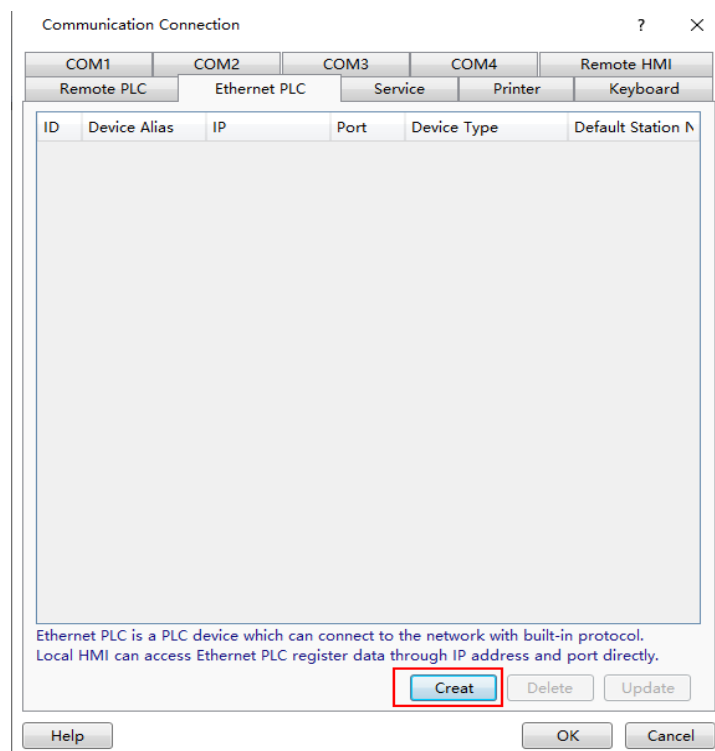 Communication Connection ? ×
COM1 COM2 COM3 COM4 Remote HMI
Remote PLC Ethernet PLC Service Printer Keyboard
ID Device Alias IP Port Device Type Default Station N
Ethernet PLC is a PLC device which can connect to the network with built-in protocol.
Local HMI can access Ethernet PLC register data through IP address and port directly.
Creat Delete Update
Help OK Cancel